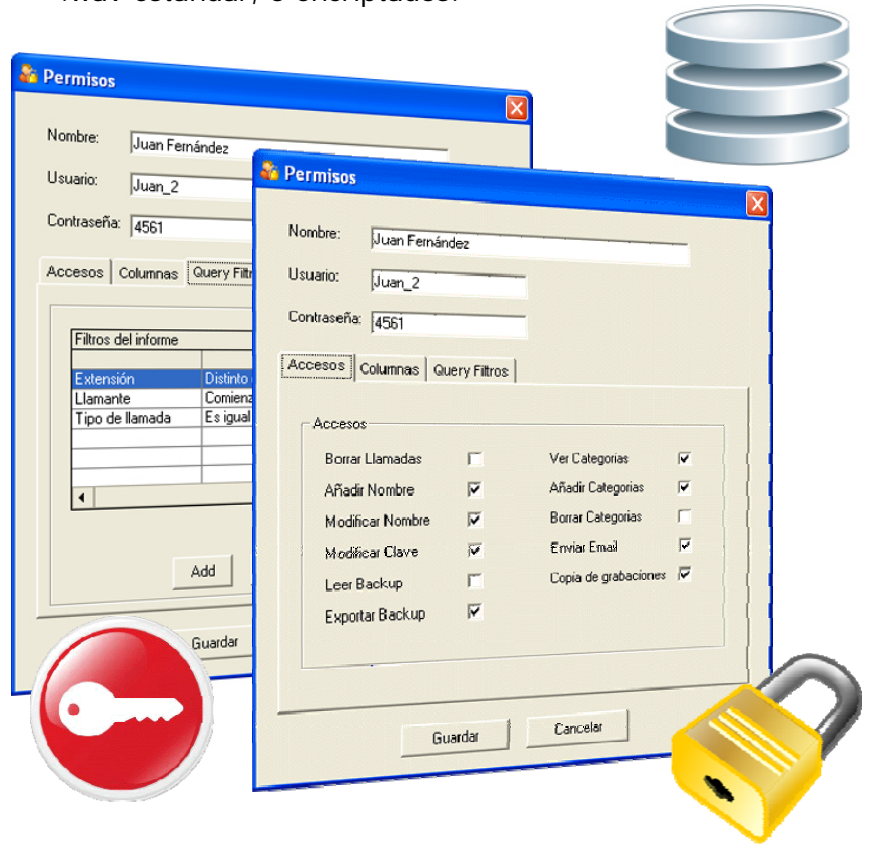 Permisos
Nombre: Juan Fernández
Usuario: Juan_2
Contraseña: 4561
Accesos Columnas Query
Filtros del informe
Extensión Distinto
Llamante
Tipo de llamada Es igual
Add
Guardar
Permisos
Nombre: Juan Fernández
Usuario: Juan_2
Contraseña: 4561
Accesos Columnas Query Filtros
Accesos
Borrar Llamadas Ver Categorias
Añadir Nombre Añadir Categorias
Modificar Nombre Borrar Categorias
Modificar Clave Enviar Email
Leer Backup Copia de grabaciones
Exportar Backup
Guardar Cancelar